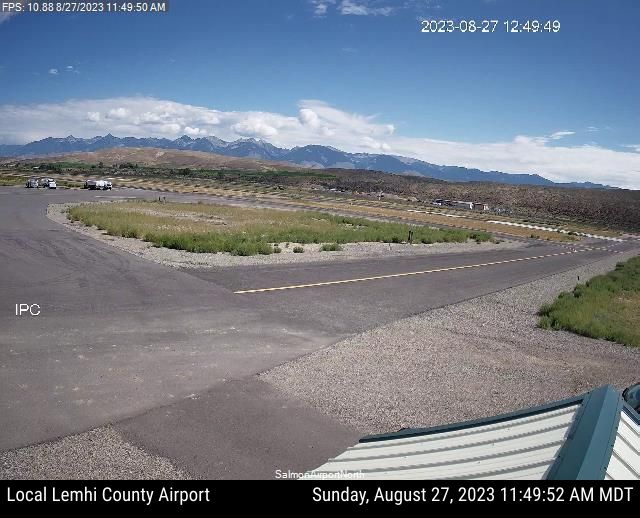 FPS: 10.88 8/27/2023 11:49:50 AM
2023-08-27 12:49:49
IPC
SalmonAirportNorth
Local Lemhi County Airport
Sunday, August 27, 2023 11:49:52 AM MDT